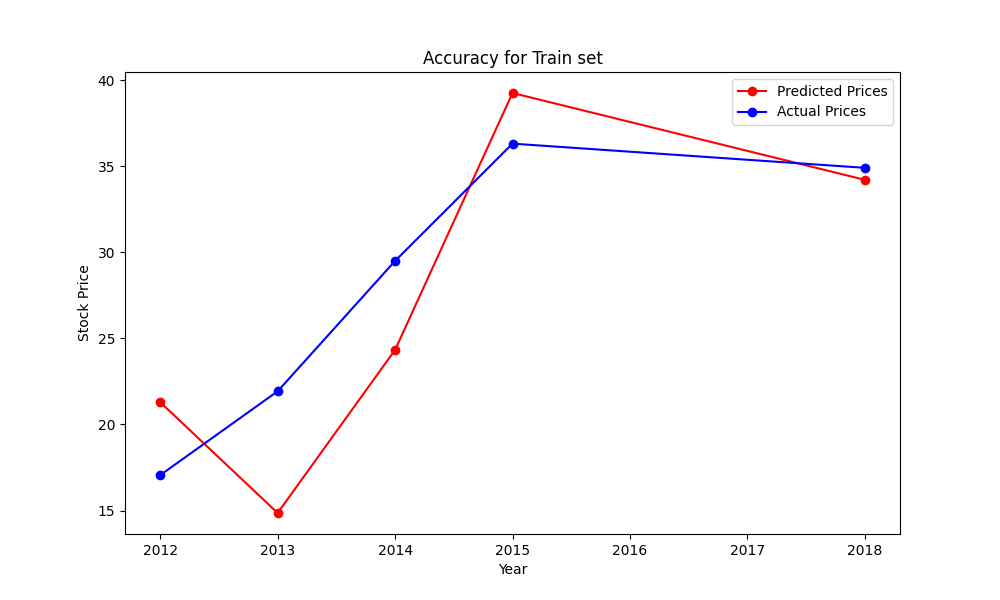 Accuracy for Train set
Predicted Prices
Actual Prices
40
35
30
25
20
15
Stock Price
2012 2013 2014 2015 2016 2017 2018
Year